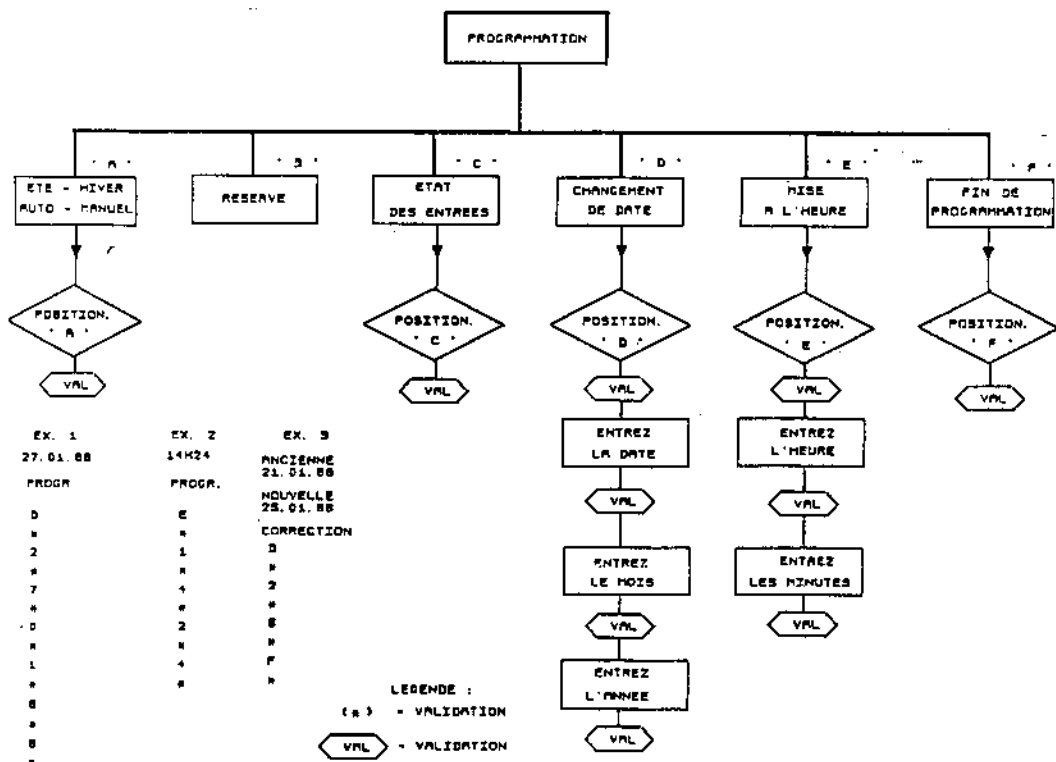 PROGRAMMATION
" A "
" B "
" C "
" D "
" E "
" F "
ETE - HIVER
AUTO - MANUEL
RESERVE
ETAT
DES ENTREES
CHANGEMENT
DE DATE
MISE
A L'HEURE
FIN DE
PROGRAMMATION
POSITION.
" A "
POSITION.
" C "
POSITION.
" D "
POSITION.
" E "
POSITION.
" F "
VAL
VAL
VAL
VAL
VAL
ENTREZ
LA DATE
ENTREZ
L'HEURE
VAL
VAL
ENTREZ
LE MOIS
ENTREZ
LES MINUTES
VAL
VAL
ENTREZ
L'ANNEE
VAL
EX. 1
27.01.88
PROGR
D
*
2
*
7
*
0
*
1
*
8
*
8
*
EX. 2
14H24
PROGR.
E
*
1
*
4
*
2
*
4
*
EX. 3
ANCIENNE
21.01.88
NOUVELLE
25.01.88
CORRECTION
D
*
2
*
*
F
*
LEGENDE :
(*) - VALIDATION
VAL - VALIDATION